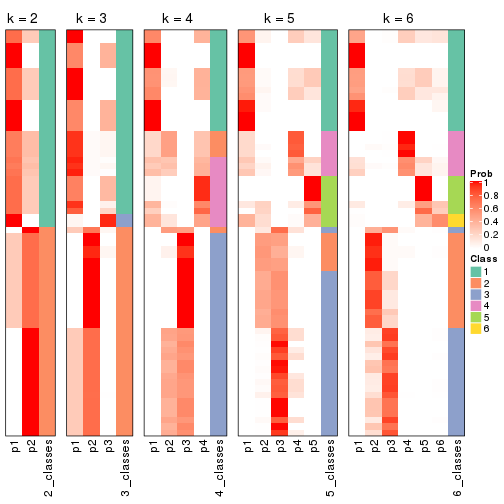 k = 2
k = 3
k = 4
k = 5
k = 6
Prob
1
0.8
0.6
0.4
0.2
0
Class
1
2
3
4
5
6
p1
p2
2_classes
p1
p2
p3
3_classes
p1
p2
p3
p4
4_classes
p1
p2
p3
p4
p5
5_classes
p1
p2
p3
p4
p5
p6
6_classes